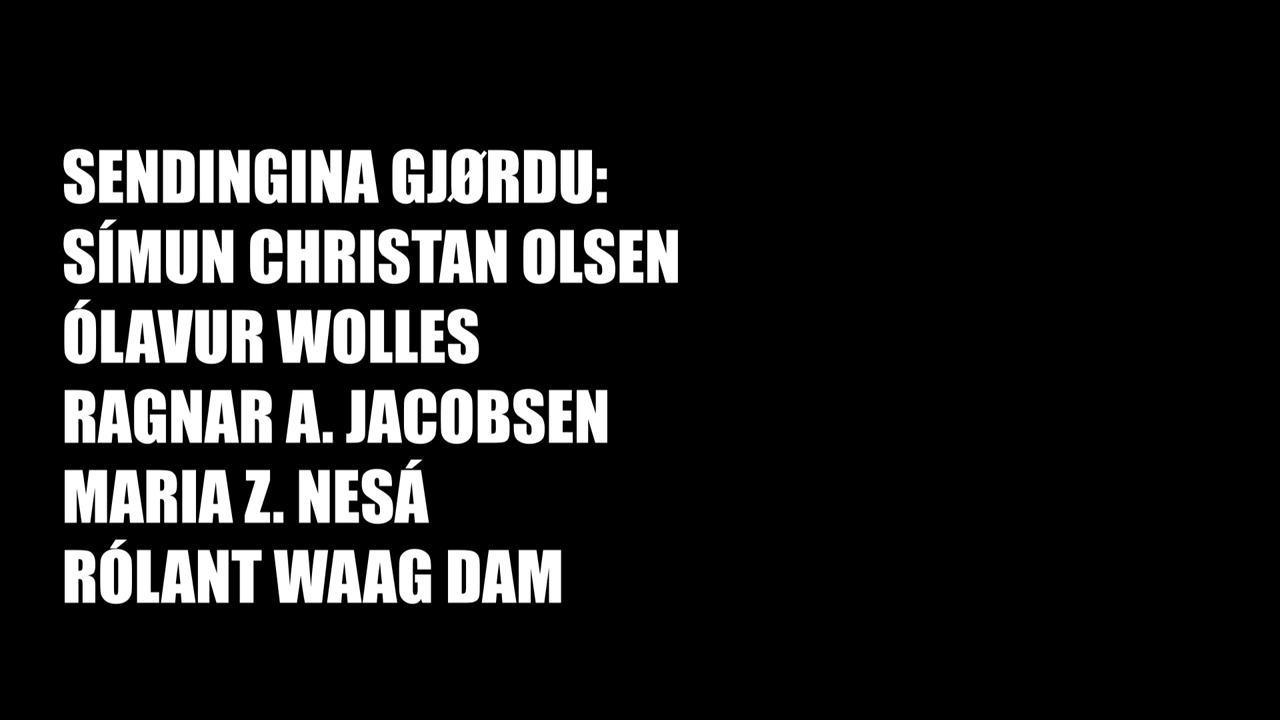 SENDINGINA GJØRDU:
SÍMUN CHRISTAN OLSEN
ÓLAVUR WOLLES
RAGNAR A. JACOBSEN
MARIA Z. NESÁ
RÓLANT WAAG DAM